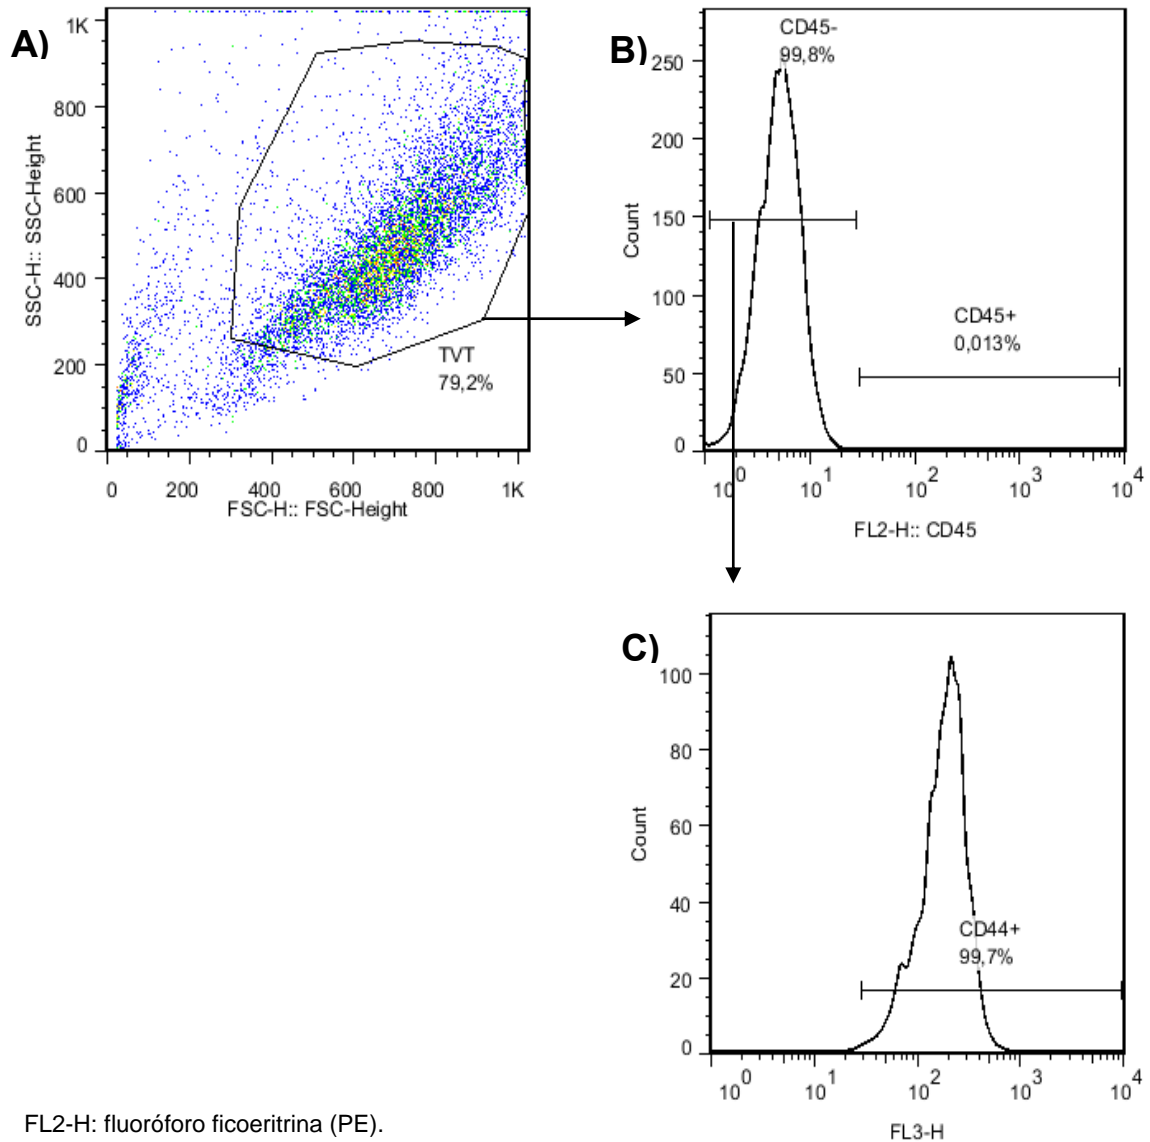 A)
1K
800
600
400
200
0
SSC-H:: SSC-Height
TVT
79,2%
0 200 400 600 800 1K
FSC-H:: FSC-Height
B)
CD45-
99,8%
250
200
150
100
50
0
Count
CD45+
0,013%
10^0 10^1 10^2 10^3 10^4
FL2-H:: CD45
C)
100
80
60
40
20
0
Count
CD44+
99,7%
10^0 10^1 10^2 10^3 10^4
FL3-H
FL2-H: fluoróforo ficoeritrina (PE).